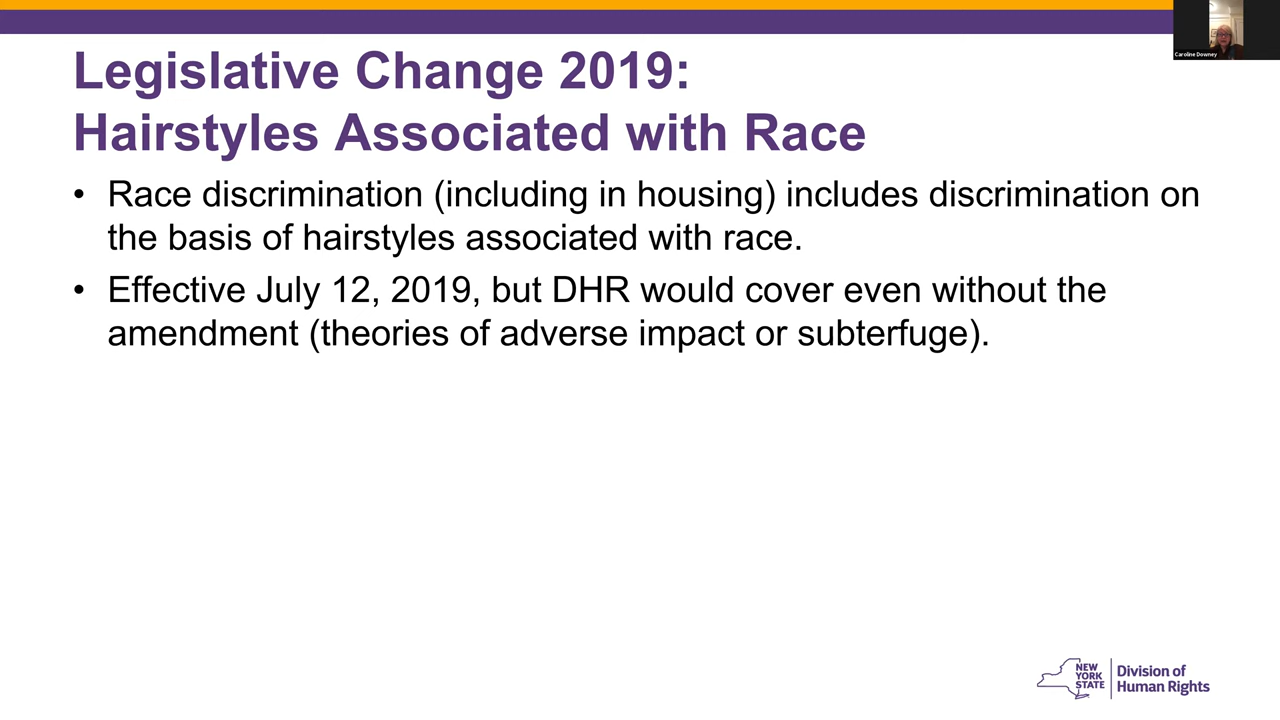 Caroline Downey
Legislative Change 2019:
Hairstyles Associated with Race
• Race discrimination (including in housing) includes discrimination on
the basis of hairstyles associated with race.
• Effective July 12, 2019, but DHR would cover even without the
amendment (theories of adverse impact or subterfuge).
NEW
YORK
STATE
Division of
Human Rights